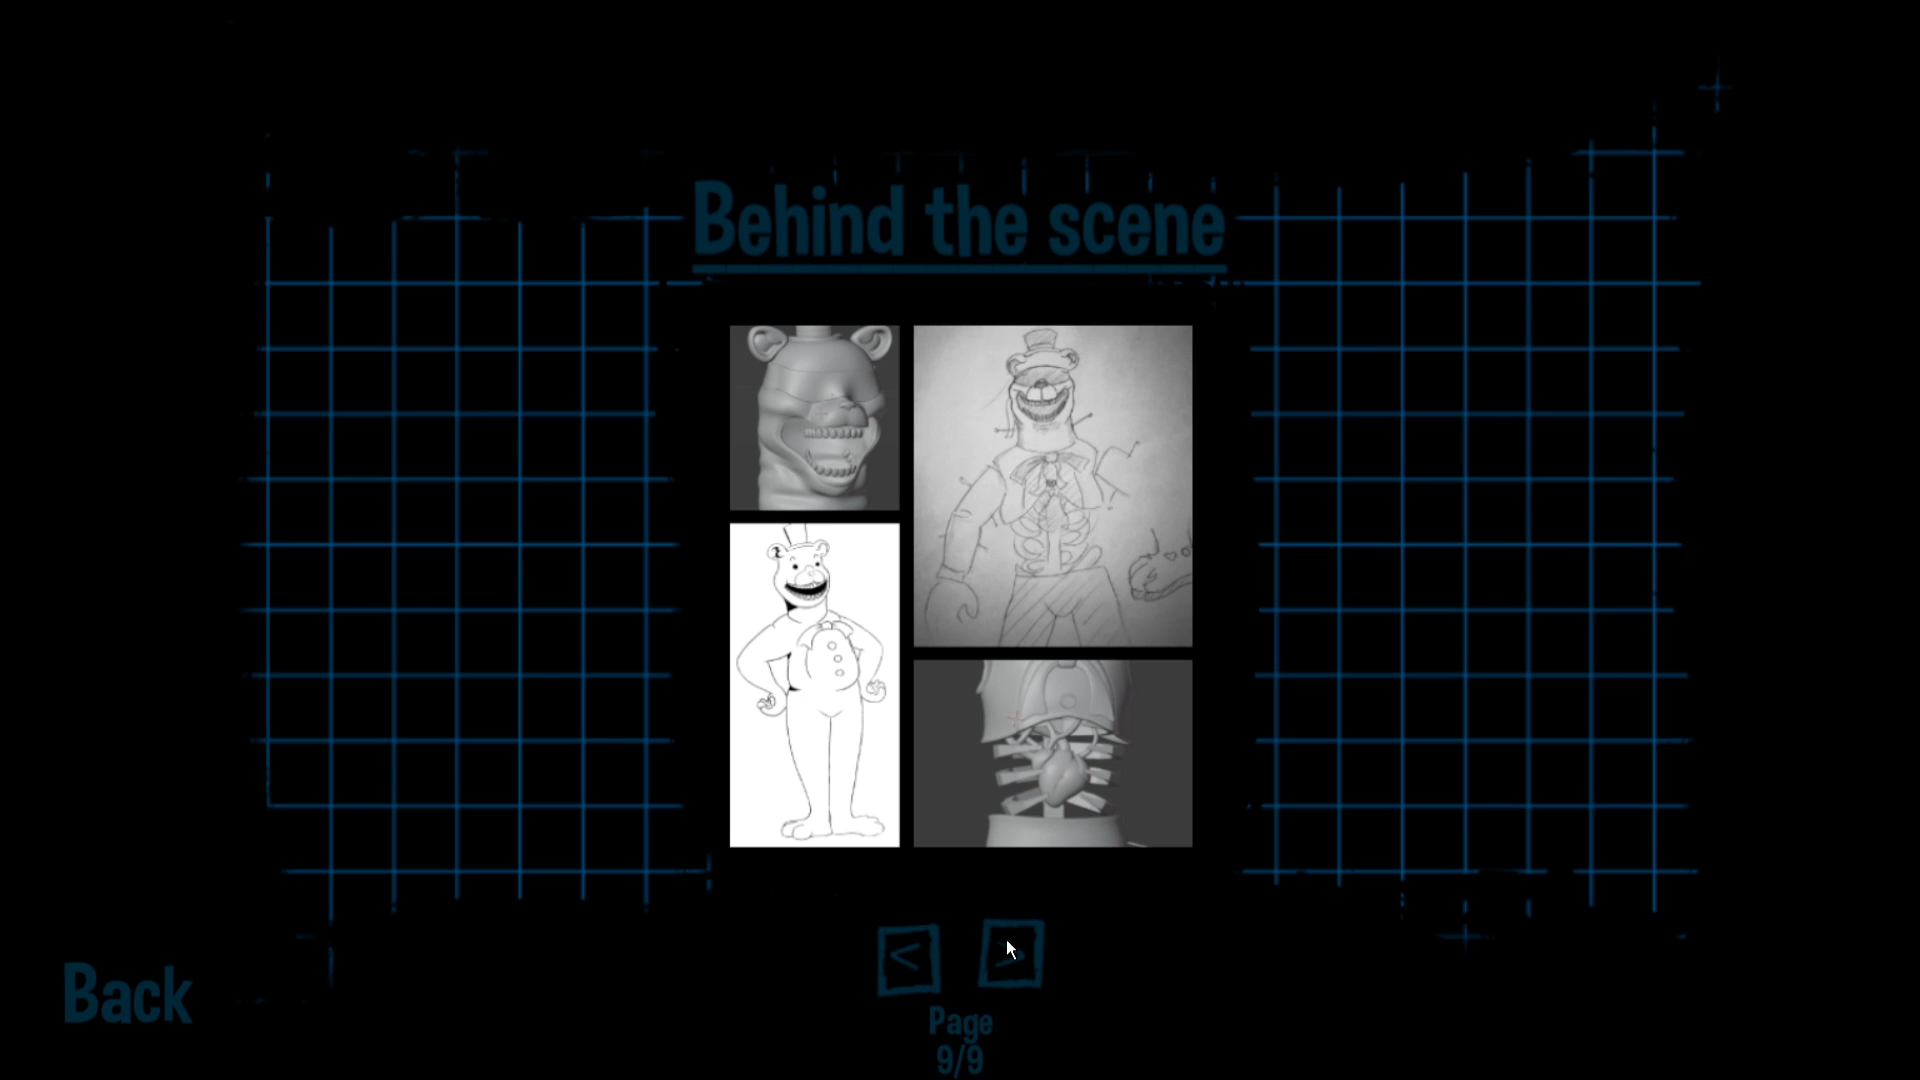 Behind the scene
<
>
Back
Page
9/9